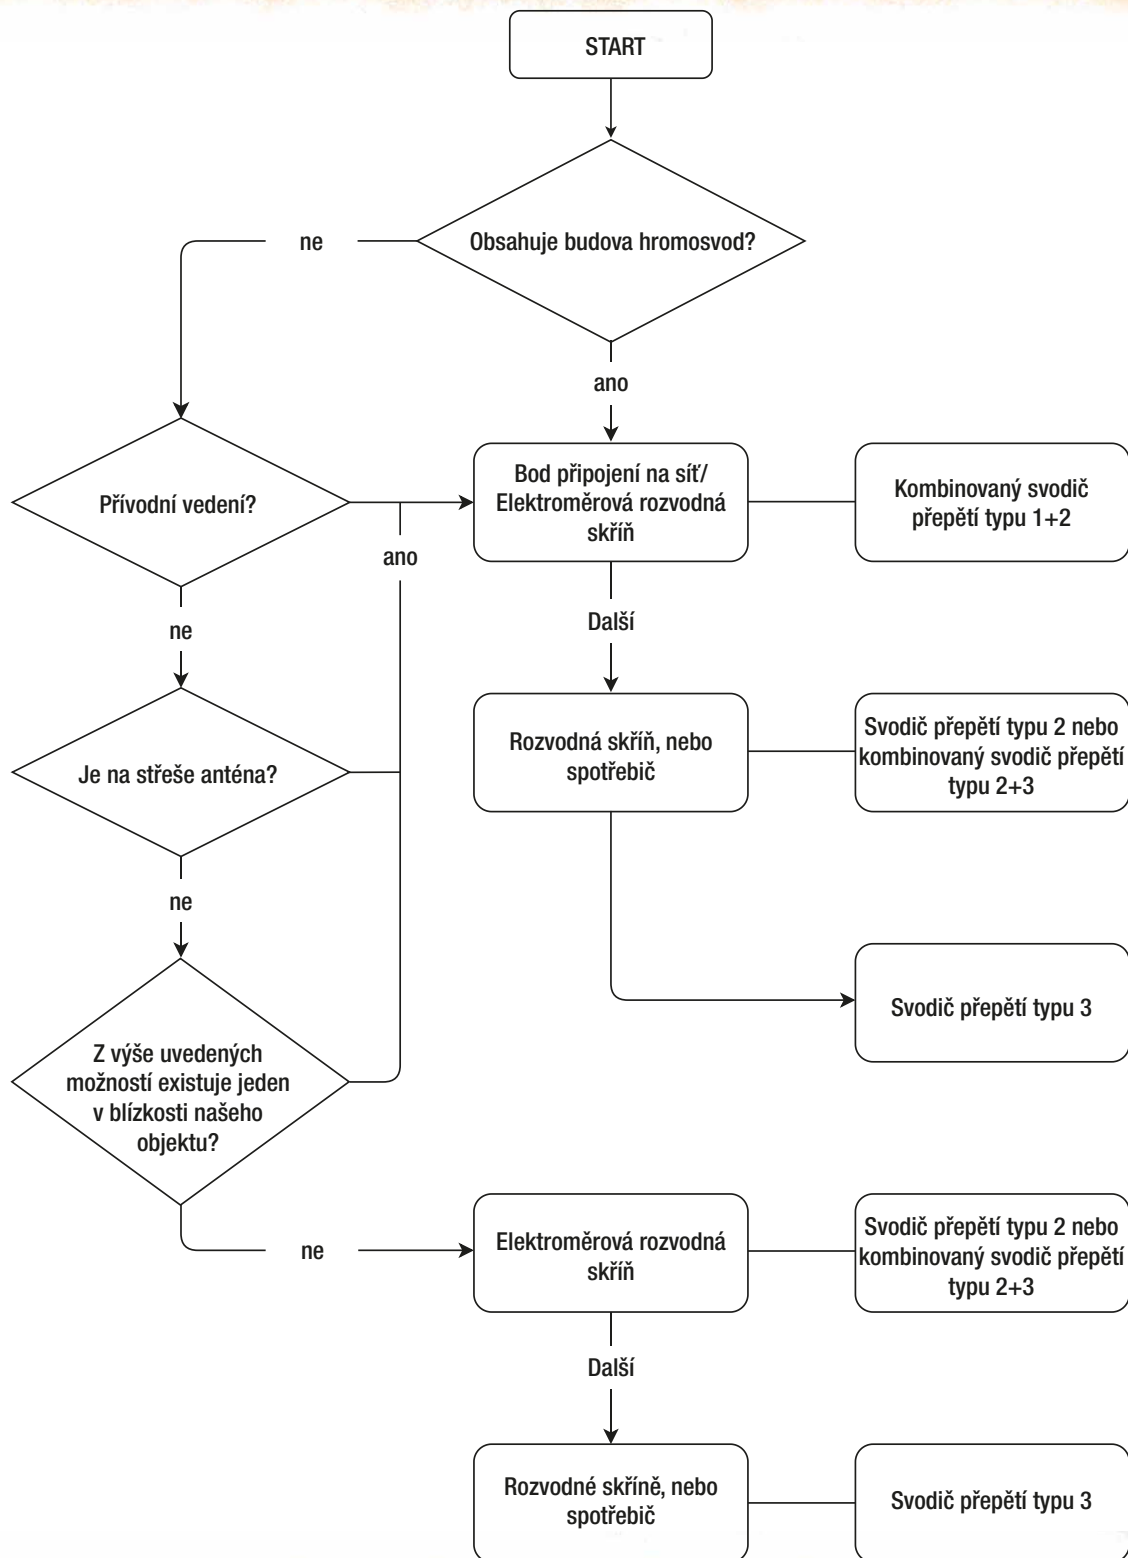 START
Obsahuje budova hromosvod?
ne
ano
Přívodní vedení?
Bod připojení na síť/
Elektroměrová rozvodná
skříň
Kombinovaný svodič
přepětí typu 1+2
ano
ne
Další
Je na střeše anténa?
Rozvodná skříň, nebo
spotřebič
Svodič přepětí typu 2 nebo
kombinovaný svodič přepětí
typu 2+3
ne
Svodič přepětí typu 3
Z výše uvedených
možností existuje jeden
v blízkosti našeho
objektu?
ne
Elektroměrová rozvodná
skříň
Svodič přepětí typu 2 nebo
kombinovaný svodič přepětí
typu 2+3
Další
Rozvodné skříně, nebo
spotřebič
Svodič přepětí typu 3